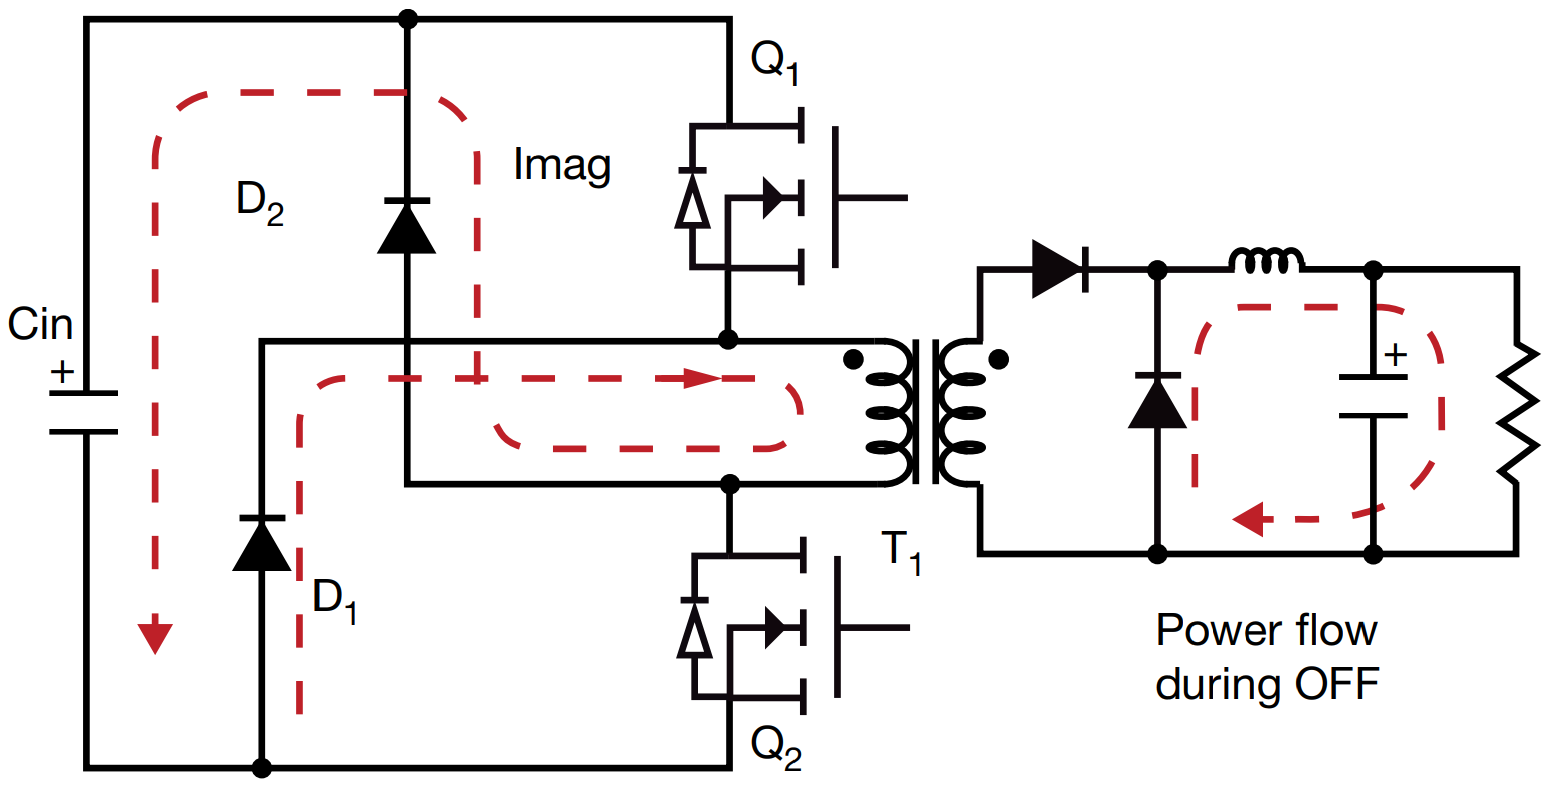 Q1
Imag
D2
Cin
+
+
D1
T1
Power flow
during OFF
Q2